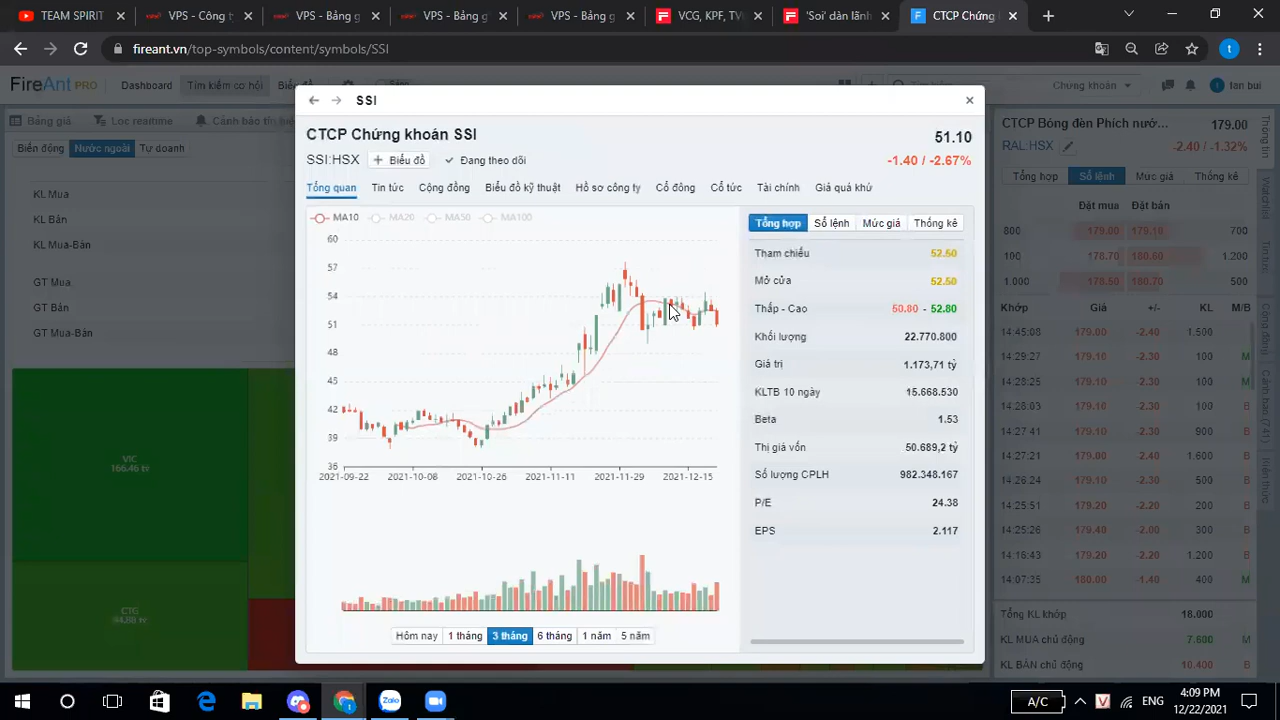 TEAM SPIRIT
VPS - Công ty
VPS - Bảng g
VPS - Bảng g
VPS - Bảng g
VCG, KPF, TV
'Soi' dàn lãnh
CTCP Chứng
fireant.vn/top-symbols/content/symbols/SSI
FireAnt PRO
Dashboard
Tìm kiếm cơ hội
Chứng khoán
lan bui
Bảng giá
Lọc realtime
Cảnh báo tín hiệ
Biến động
Nước ngoài
Tự doanh
KL Mua
KL Bán
KL Mua-Bán
GT Mua
GT Bán
GT Mua-Bán
VIC
166.46 tỷ
CTG
44.88 tỷ
SSI
CTCP Chứng khoán SSI
51.10
SSI:HSX
Biểu đồ
Đang theo dõi
-1.40 / -2.67%
Tổng quan
Tin tức
Cộng đồng
Biểu đồ kỹ thuật
Hồ sơ công ty
Cổ đông
Cổ tức
Tài chính
Giá quá khứ
MA10
MA20
MA50
MA100
60
57
54
51
48
45
42
39
36
2021-09-22
2021-10-08
2021-10-26
2021-11-11
2021-11-29
2021-12-15
Hôm nay
1 tháng
3 tháng
6 tháng
1 năm
5 năm
Tổng hợp
Sổ lệnh
Mức giá
Thống kê
Tham chiếu 52.50
Mở cửa 52.50
Thấp - Cao 50.80 - 52.80
Khối lượng 22.770.800
Giá trị 1.173,71 tỷ
KLTB 10 ngày 15.668.530
Beta 1.53
Thị giá vốn 50.689,2 tỷ
Số lượng CPLH 982.348.167
P/E 24.38
EPS 2.117
CTCP Bóng đèn Phích nướ... 179.00
RAL:HSX -2.40 / -1.32%
Tổng hợp
Sổ lệnh
Mức giá
Thống kê
Đặt mua Đặt bán
800 179.00 179.10 700
100 178.70 180.60 1.200
1.000 178.50 180.70 500
Khớp Giá +/- KL M/B
14:45:08 179.00 -2.40 1.500
14:29:27 179.10 -2.30 100 M
14:28:25 179.10 -2.30 100 M
14:28:03 179.10 -2.30 100 B
14:27:41 179.10 -2.30 900 B
14:27:21 179.00 -2.40 1.600 B
14:26:24 179.10 -2.30 500 B
14:25:51 179.20 -2.20 200 B
14:25:26 179.40 -2.00 900 B
14:18:43 179.20 -2.20 500 B
14:07:35 180.00 -1.40 400 M
Tổng KL khớp 18.000
KL MUA chủ động 7.600
KL BÁN chủ động 10.400
Thông tin
Tin tức
A/C
ENG
4:09 PM
12/22/2021